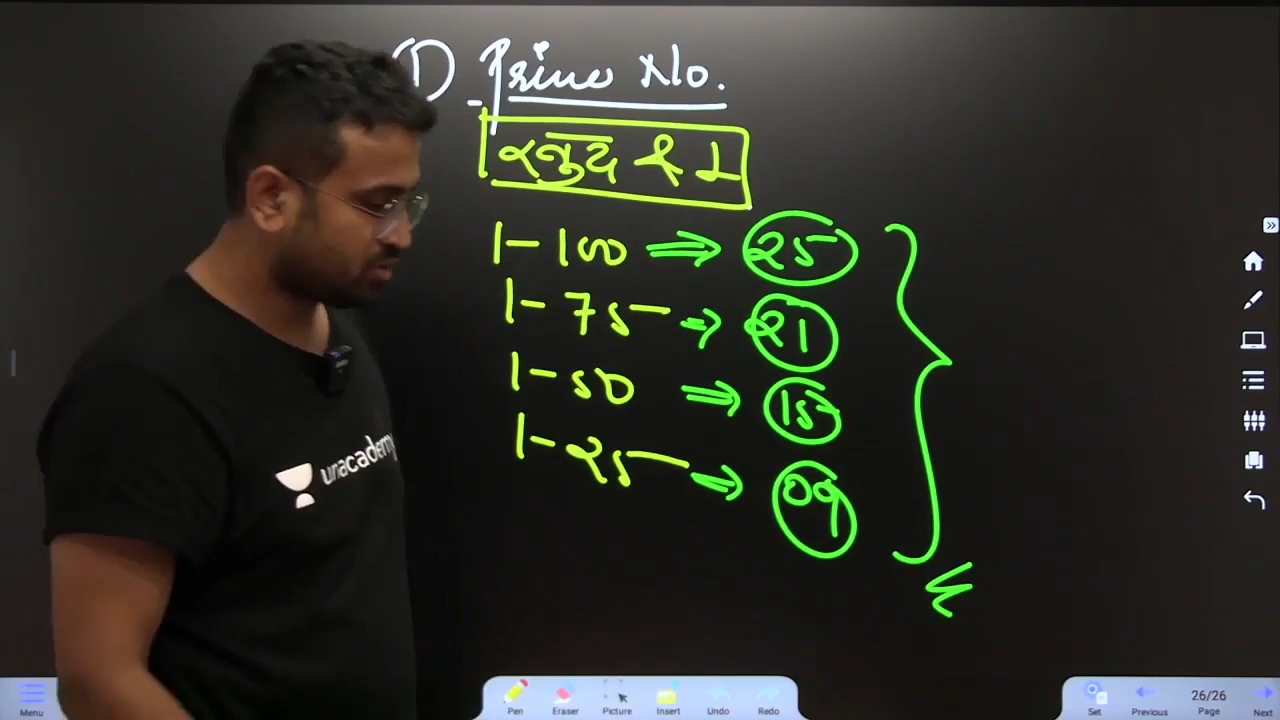 ① Prime No.
खुद & 1
1-100 ⇒ 25
1-75 ⇒ 21
1-50 ⇒ 15
1-25 ⇒ 09
unacademy
Menu
Pen Eraser Picture Insert Undo Redo
Set Previous 26/26 Page Next